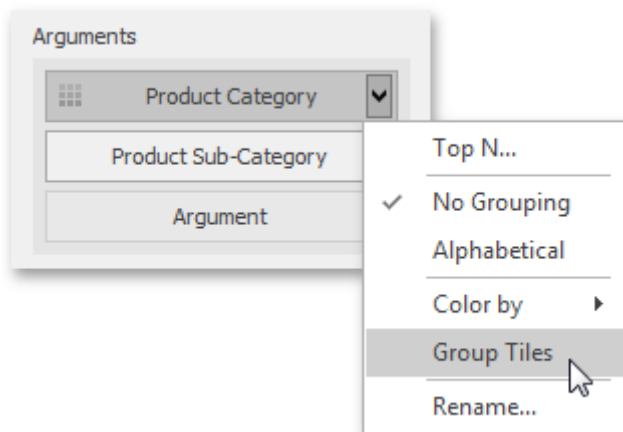 Arguments
Product Category
Product Sub-Category
Argument
Top N...
No Grouping
Alphabetical
Color by
Group Tiles
Rename...